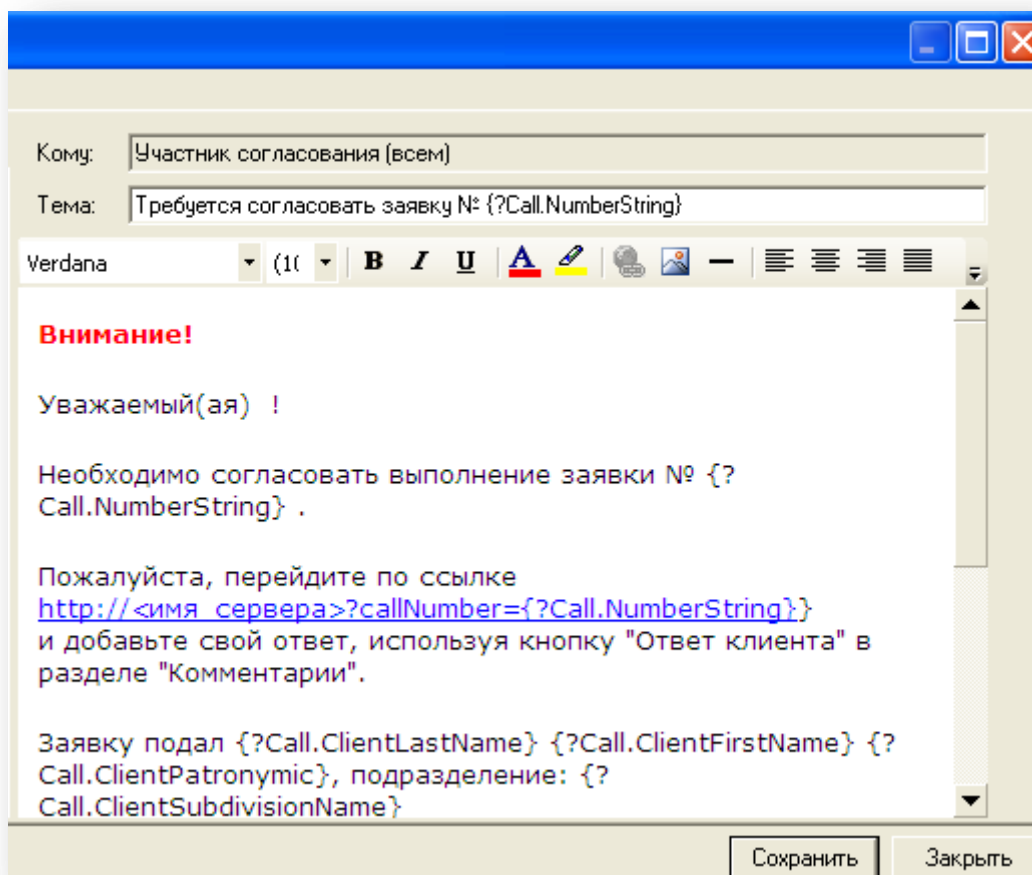 Кому: Участник согласования (всем)
Тема: Требуется согласовать заявку № {?Call.NumberString}
Verdana (10 B I U A
Внимание!
Уважаемый(ая) !
Необходимо согласовать выполнение заявки № {?
Call.NumberString} .
Пожалуйста, перейдите по ссылке
http://<имя_сервера>?callNumber={?Call.NumberString}}
и добавьте свой ответ, используя кнопку "Ответ клиента" в
разделе "Комментарии".
Заявку подал {?Call.ClientLastName} {?Call.ClientFirstName} {?
Call.ClientPatronymic}, подразделение: {?
Call.ClientSubdivisionName}
Сохранить Закрыть